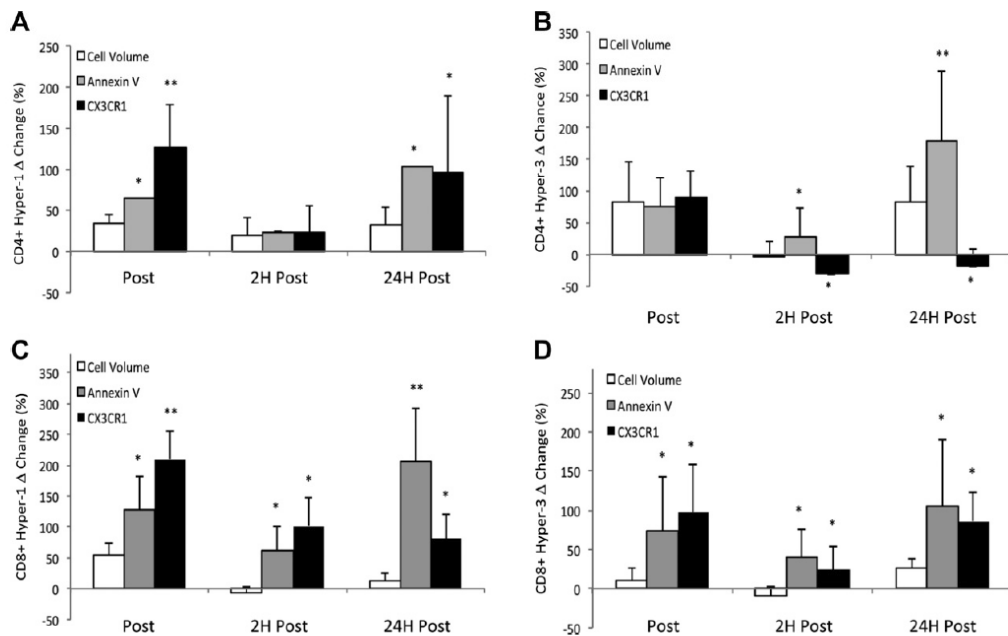 A
CD4+ Hyper-1 Δ Change (%)
250
200
150
100
50
0
-50
Cell Volume
Annexin V
CX3CR1
*
**
*
*
Post
2H Post
24H Post
B
CD4+ Hyper-3 Δ Chance (%)
350
300
250
200
150
100
50
0
-50
Cell Volume
Annexin V
CX3CR1
*
*
**
*
Post
2H Post
24H Post
C
CD8+ Hyper-1 Δ Change (%)
350
300
250
200
150
100
50
0
-50
Cell Volume
Annexin V
CX3CR1
*
**
*
*
**
*
Post
2H Post
24H Post
D
CD8+ Hyper-3 Δ Change (%)
250
200
150
100
50
0
-50
Cell Volume
Annexin V
CX3CR1
*
*
*
*
*
*
Post
2H Post
24H Post